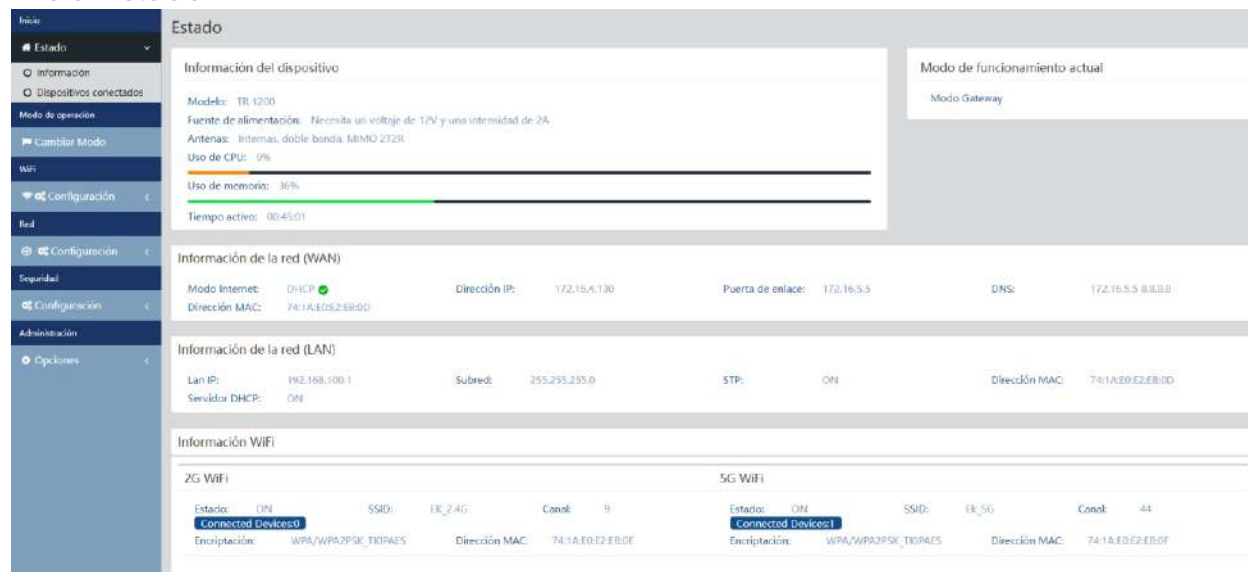 Inicio
Estado
Información
Dispositivos conectados
Modo de operación
Cambiar Modo
WiFi
Configuración
Red
Configuración
Seguridad
Configuración
Administración
Opciones
Estado
Información del dispositivo
Modelo: TR 1200
Fuente de alimentación: Necesita un voltaje de 12V y una intensidad de 2A
Antenas: Internas, doble banda, MIMO 2T2R
Uso de CPU: 9%
Uso de memoria: 36%
Tiempo activo: 00:45:01
Modo de funcionamiento actual
Modo Gateway
Información de la red (WAN)
Modo Internet: DHCP Dirección IP: 172.16.4.130 Puerta de enlace: 172.16.5.5 DNS: 172.16.5.5 8.8.8.8
Dirección MAC: 74:1A:E0:E2:EB:0D
Información de la red (LAN)
Lan IP: 192.168.100.1 Subred: 255.255.255.0 STP: ON Dirección MAC: 74:1A:E0:E2:EB:0D
Servidor DHCP: ON
Información WiFi
2G WiFi
Estado: ON SSID: EK_2.4G Canal: 9
Connected Devices:0
Encriptación: WPA/WPA2PSK_TKIPAES Dirección MAC: 74:1A:E0:E2:EB:0E
5G WiFi
Estado: ON SSID: EK_5G Canal: 44
Connected Devices:1
Encriptación: WPA/WPA2PSK_TKIPAES Dirección MAC: 74:1A:E0:E2:EB:0F